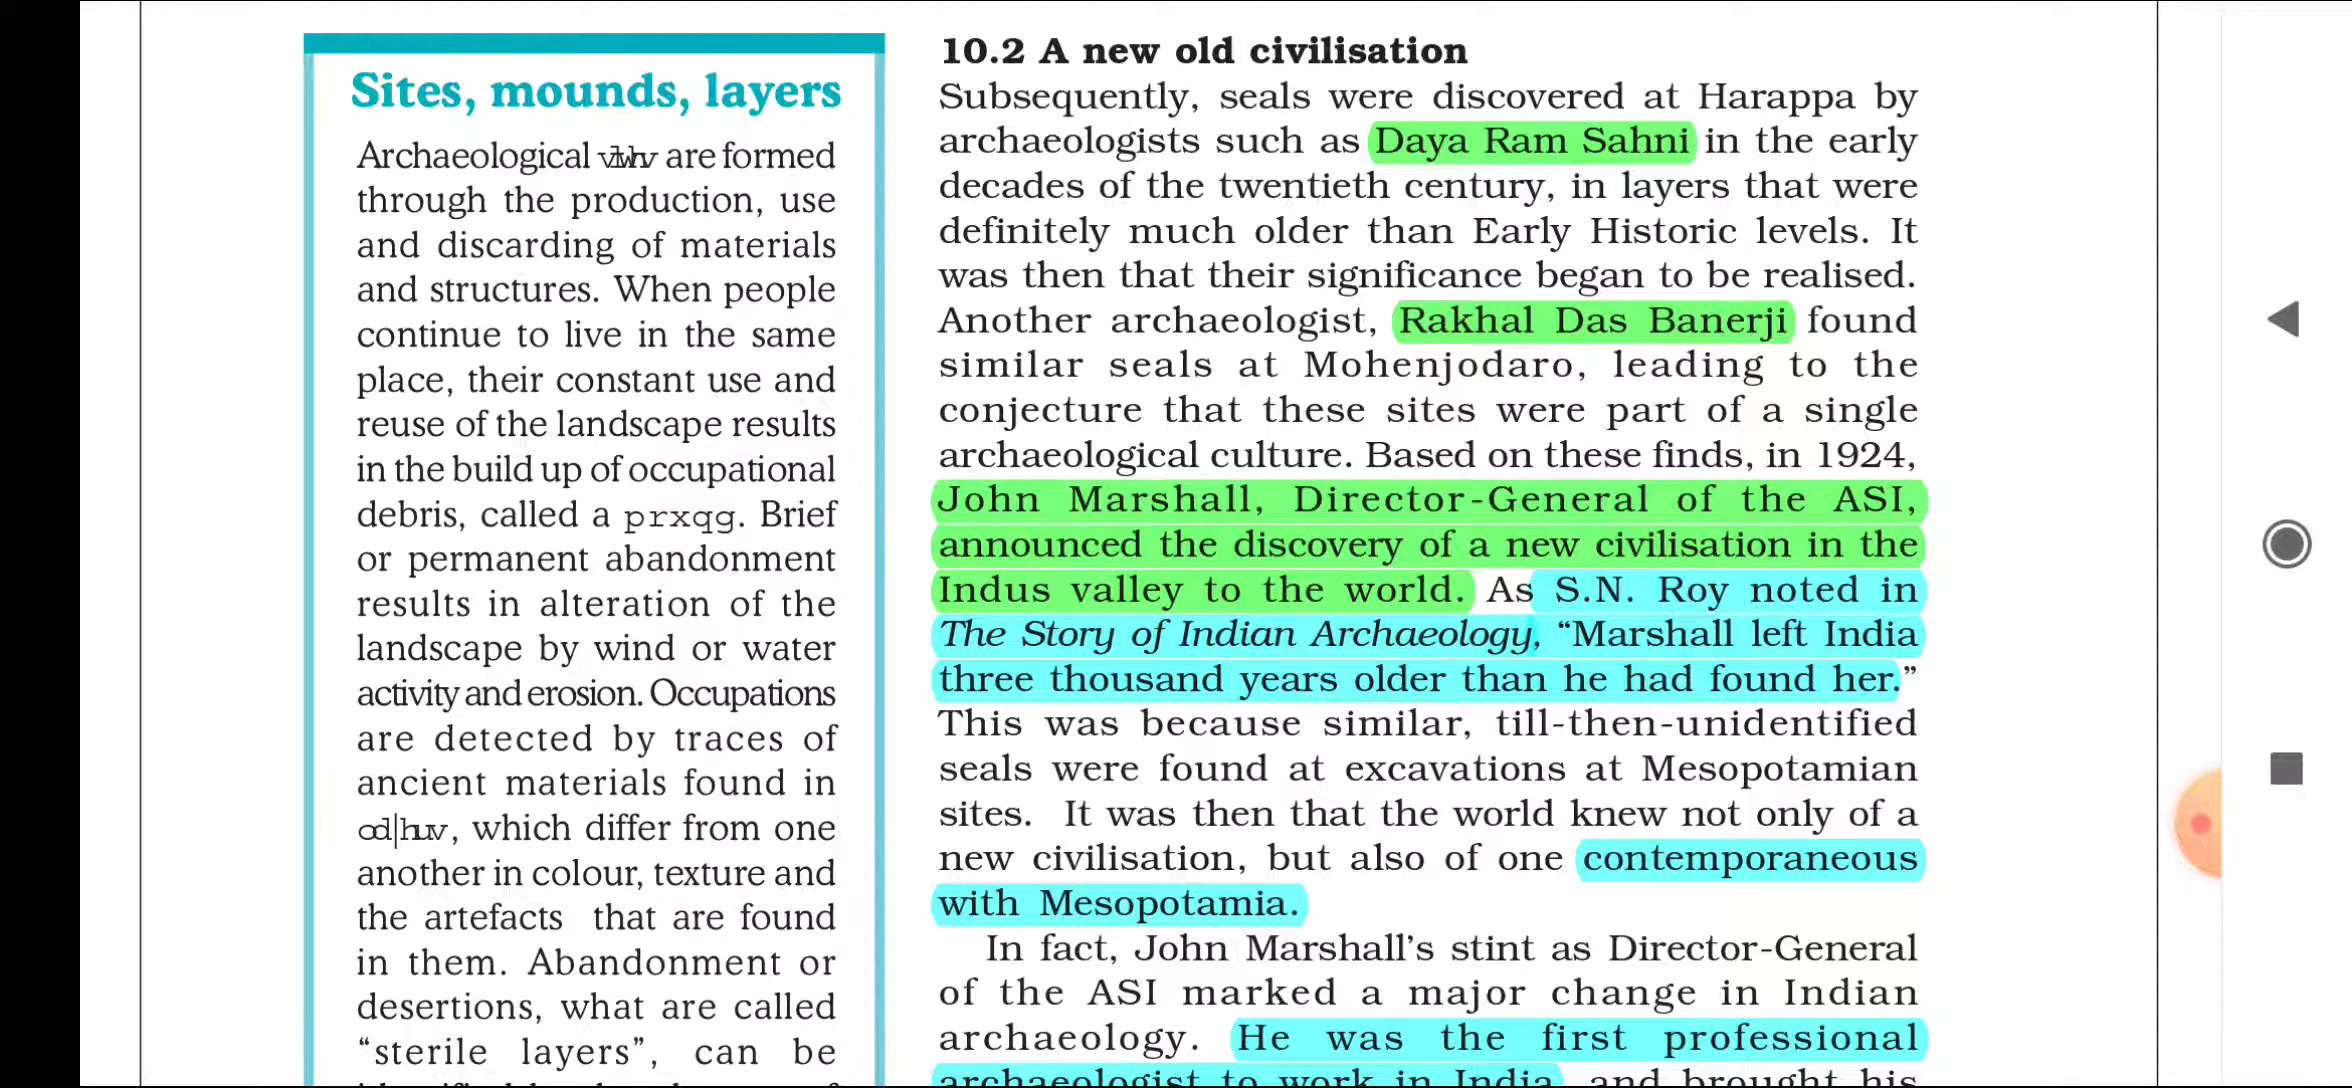 Sites, mounds, layers
Archaeological vlwhv are formed
through the production, use
and discarding of materials
and structures. When people
continue to live in the same
place, their constant use and
reuse of the landscape results
in the build up of occupational
debris, called a prxqg. Brief
or permanent abandonment
results in alteration of the
landscape by wind or water
activity and erosion. Occupations
are detected by traces of
ancient materials found in
od|huv, which differ from one
another in colour, texture and
the artefacts that are found
in them. Abandonment or
desertions, what are called
“sterile layers”, can be
10.2 A new old civilisation
Subsequently, seals were discovered at Harappa by
archaeologists such as Daya Ram Sahni in the early
decades of the twentieth century, in layers that were
definitely much older than Early Historic levels. It
was then that their significance began to be realised.
Another archaeologist, Rakhal Das Banerji found
similar seals at Mohenjodaro, leading to the
conjecture that these sites were part of a single
archaeological culture. Based on these finds, in 1924,
John Marshall, Director-General of the ASI,
announced the discovery of a new civilisation in the
Indus valley to the world. As S.N. Roy noted in
The Story of Indian Archaeology, “Marshall left India
three thousand years older than he had found her.”
This was because similar, till-then-unidentified
seals were found at excavations at Mesopotamian
sites. It was then that the world knew not only of a
new civilisation, but also of one contemporaneous
with Mesopotamia.
In fact, John Marshall’s stint as Director-General
of the ASI marked a major change in Indian
archaeology. He was the first professional
archaeologist to work in India, and brought his